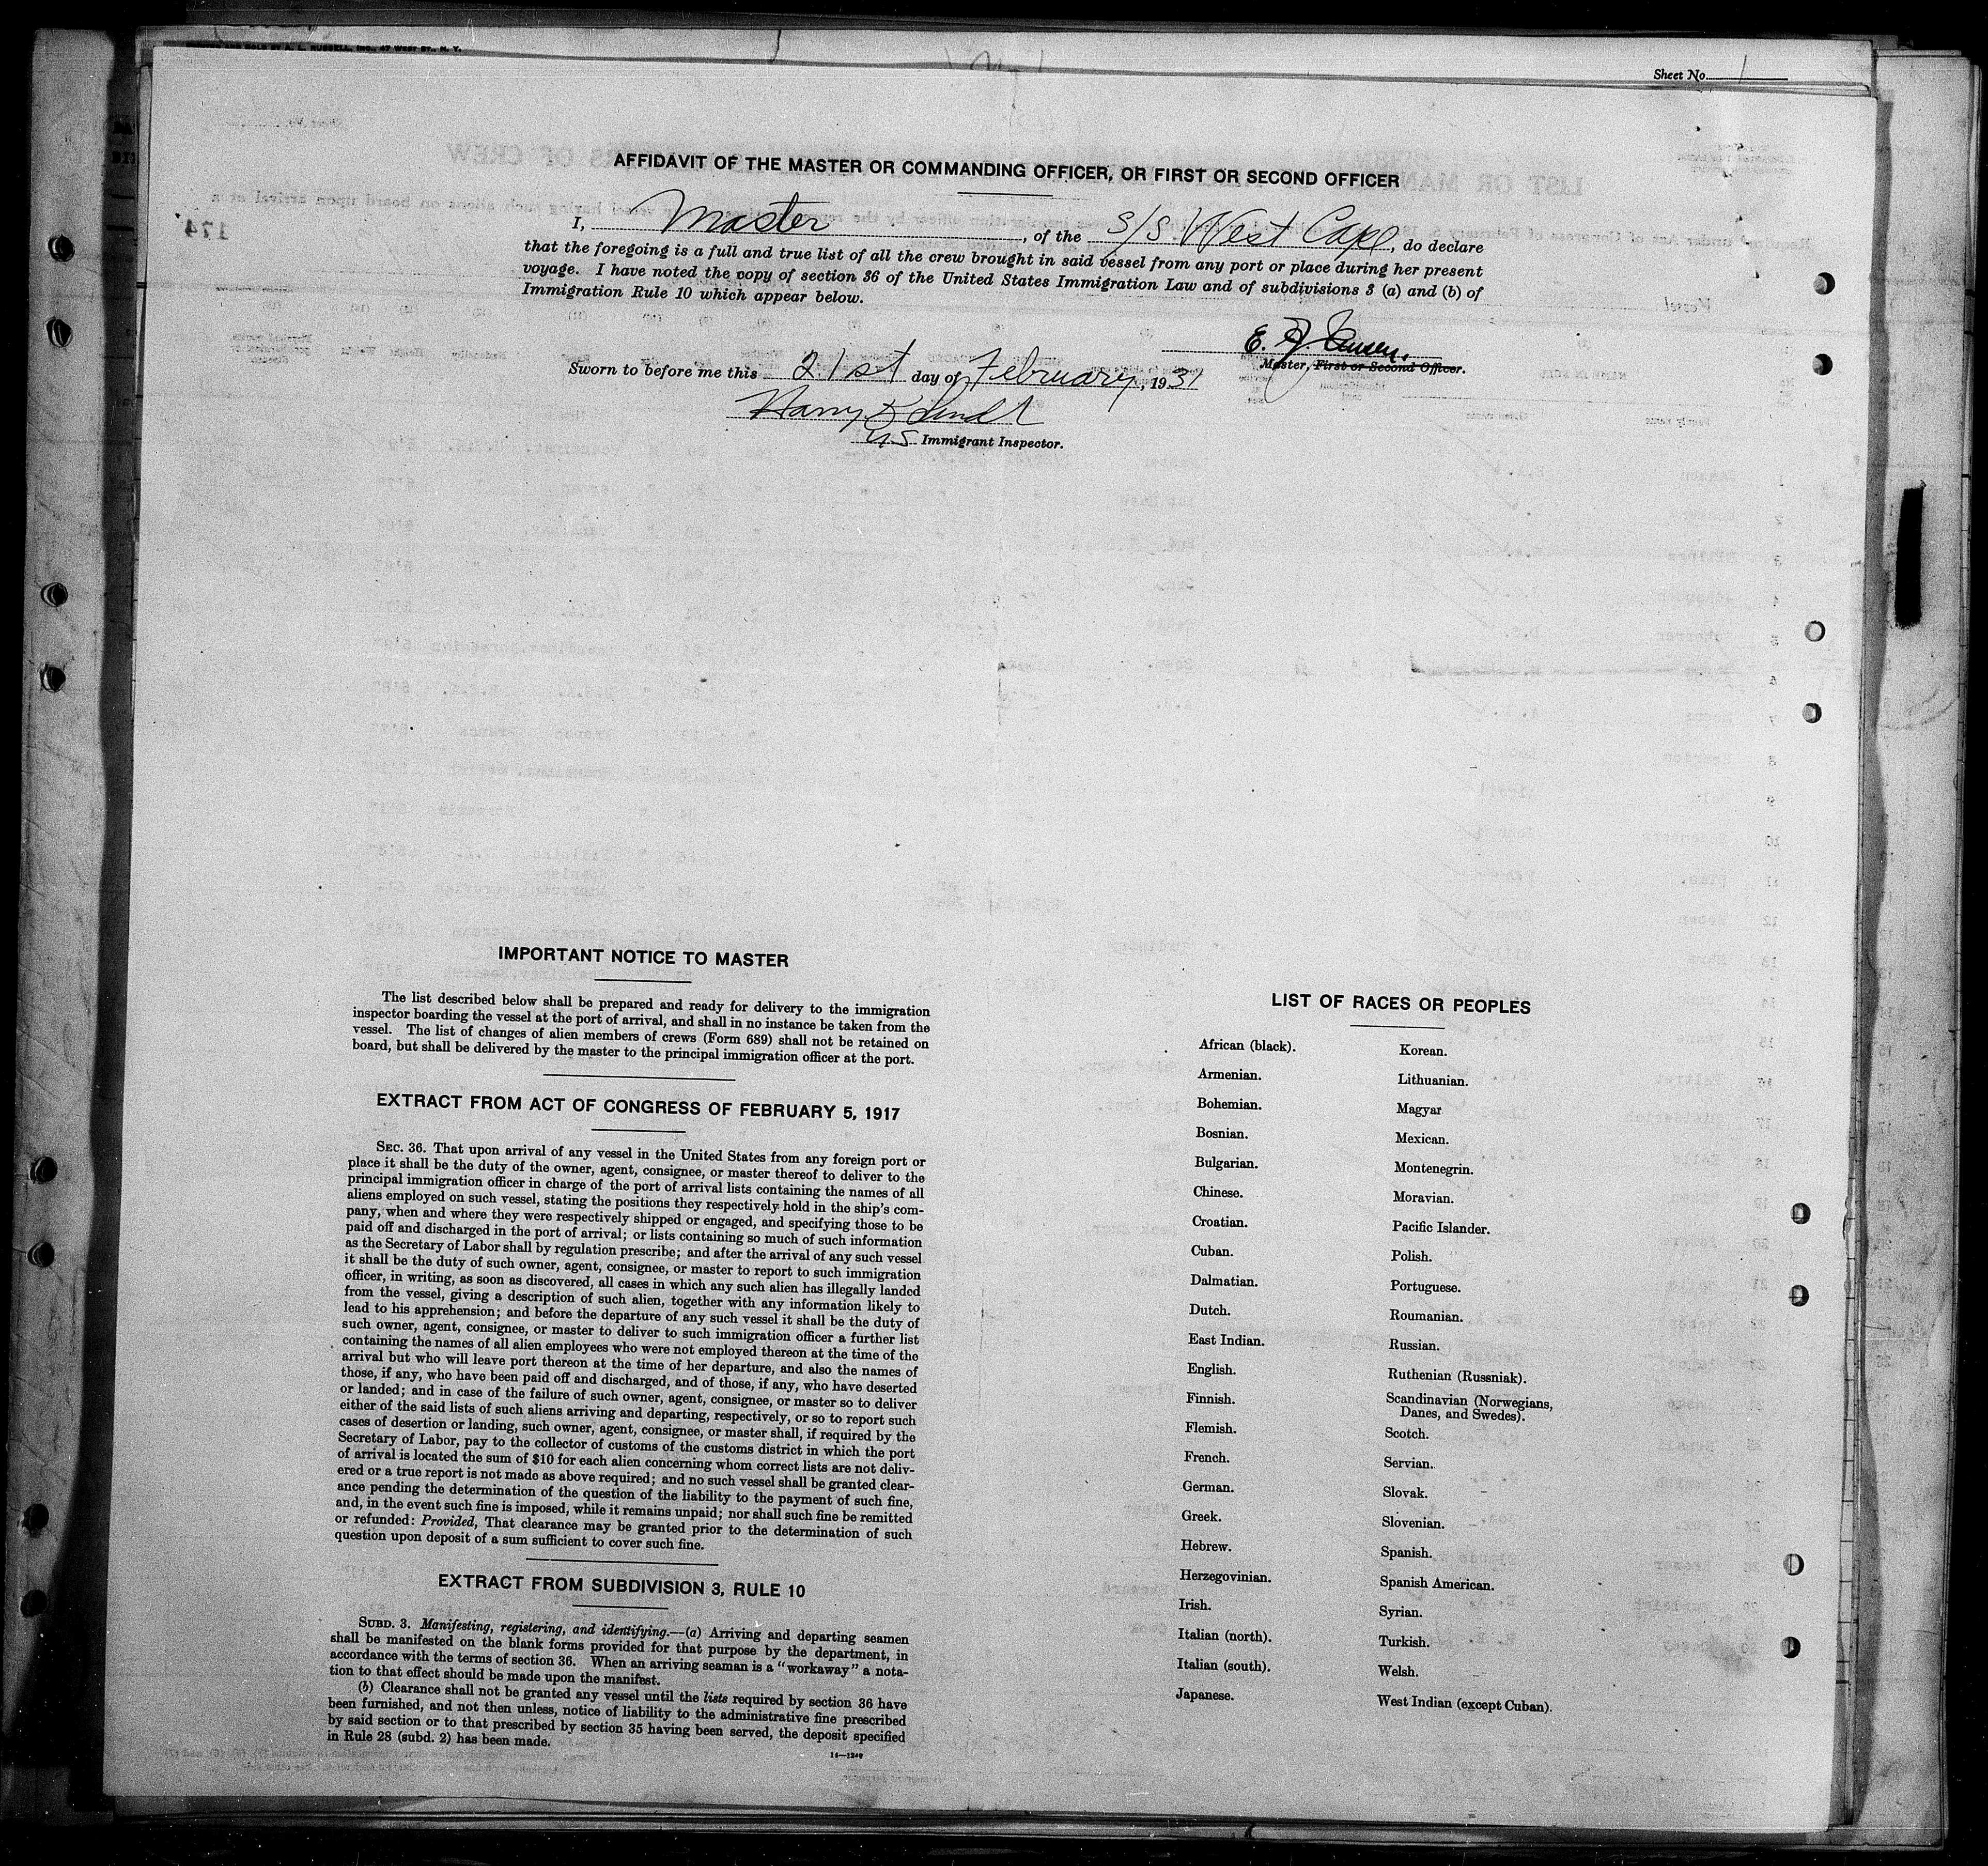 PRINTED AND SOLD BY A. L. RUSSELL, INC., 47 WEST ST., N. Y.
Sheet No. 1
AFFIDAVIT OF THE MASTER OR COMMANDING OFFICER, OR FIRST OR SECOND OFFICER
I, Master, of the S/S West Cape, do declare
that the foregoing is a full and true list of all the crew brought in said vessel from any port or place during her present
voyage. I have noted the copy of section 36 of the United States Immigration Law and of subdivisions 3 (a) and (b) of
Immigration Rule 10 which appear below.
E. J. Jensen.
Master, First or Second Officer.
Sworn to before me this 21st day of February, 1931
Harry
US Immigrant Inspector.
174
IMPORTANT NOTICE TO MASTER
The list described below shall be prepared and ready for delivery to the immigration
inspector boarding the vessel at the port of arrival, and shall in no instance be taken from the
vessel. The list of changes of alien members of crews (Form 689) shall not be retained on
board, but shall be delivered by the master to the principal immigration officer at the port.
EXTRACT FROM ACT OF CONGRESS OF FEBRUARY 5, 1917
SEC. 36. That upon arrival of any vessel in the United States from any foreign port or
place it shall be the duty of the owner, agent, consignee, or master thereof to deliver to the
principal immigration officer in charge of the port of arrival lists containing the names of all
aliens employed on such vessel, stating the positions they respectively hold in the ship's com-
pany, when and where they were respectively shipped or engaged, and specifying those to be
paid off and discharged in the port of arrival; or lists containing so much of such information
as the Secretary of Labor shall by regulation prescribe; and after the arrival of any such vessel
it shall be the duty of such owner, agent, consignee, or master to report to such immigration
officer, in writing, as soon as discovered, all cases in which any such alien has illegally landed
from the vessel, giving a description of such alien, together with any information likely to
lead to his apprehension; and before the departure of any such vessel it shall be the duty of
such owner, agent, consignee, or master to deliver to such immigration officer a further list
containing the names of all alien employees who were not employed thereon at the time of the
arrival but who will leave port thereon at the time of her departure, and also the names of
those, if any, who have been paid off and discharged, and of those, if any, who have deserted
or landed; and in case of the failure of such owner, agent, consignee, or master so to deliver
either of the said lists of such aliens arriving and departing, respectively, or so to report such
cases of desertion or landing, such owner, agent, consignee, or master shall, if required by the
Secretary of Labor, pay to the collector of customs of the customs district in which the port
of arrival is located the sum of $10 for each alien concerning whom correct lists are not deliv-
ered or a true report is not made as above required; and no such vessel shall be granted clear-
ance pending the determination of the question of the liability to the payment of such fine,
and, in the event such fine is imposed, while it remains unpaid; nor shall such fine be remitted
or refunded: Provided, That clearance may be granted prior to the determination of such
question upon deposit of a sum sufficient to cover such fine.
EXTRACT FROM SUBDIVISION 3, RULE 10
SUBD. 3. Manifesting, registering, and identifying.—(a) Arriving and departing seamen
shall be manifested on the blank forms provided for that purpose by the department, in
accordance with the terms of section 36. When an arriving seaman is a "workaway" a nota-
tion to that effect should be made upon the manifest.
(b) Clearance shall not be granted any vessel until the lists required by section 36 have
been furnished, and not then unless, notice of liability to the administrative fine prescribed
by said section or to that prescribed by section 35 having been served, the deposit specified
in Rule 28 (subd. 2) has been made.
14—1240
LIST OF RACES OR PEOPLES
African (black).
Armenian.
Bohemian.
Bosnian.
Bulgarian.
Chinese.
Croatian.
Cuban.
Dalmatian.
Dutch.
East Indian.
English.
Finnish.
Flemish.
French.
German.
Greek.
Hebrew.
Herzegovinian.
Irish.
Italian (north).
Italian (south).
Japanese.
Korean.
Lithuanian.
Magyar
Mexican.
Montenegrin.
Moravian.
Pacific Islander.
Polish.
Portuguese.
Roumanian.
Russian.
Ruthenian (Russniak).
Scandinavian (Norwegians,
Danes, and Swedes).
Scotch.
Servian.
Slovak.
Slovenian.
Spanish.
Spanish American.
Syrian.
Turkish.
Welsh.
West Indian (except Cuban).